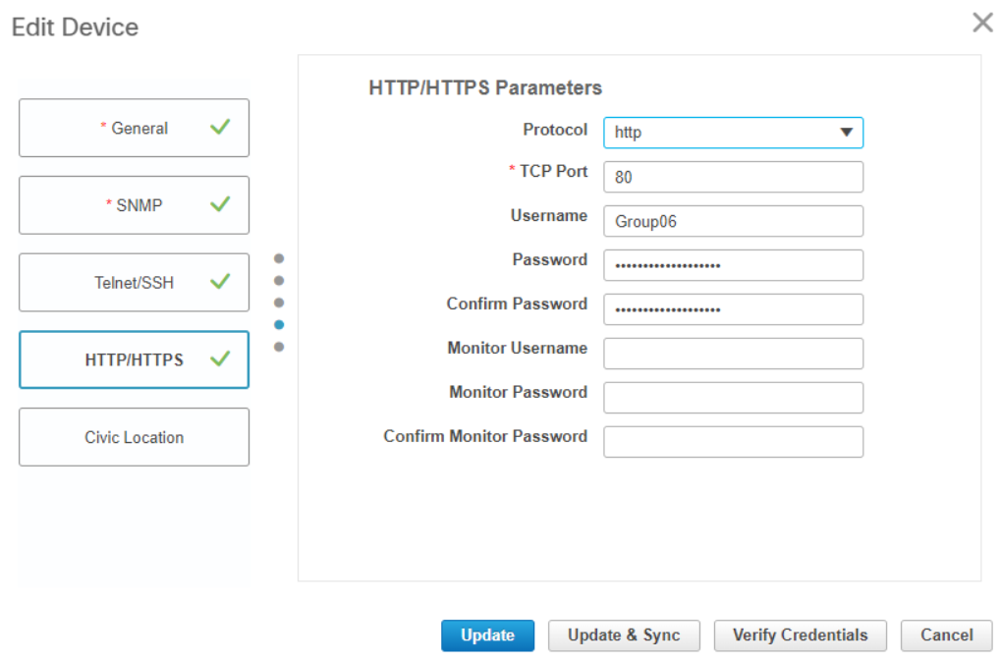 Edit Device
* General
* SNMP
Telnet/SSH
HTTP/HTTPS
Civic Location
HTTP/HTTPS Parameters
Protocol http
* TCP Port 80
Username Group06
Password •••••••••••••••••••
Confirm Password •••••••••••••••••••
Monitor Username
Monitor Password
Confirm Monitor Password
Update Update & Sync Verify Credentials Cancel